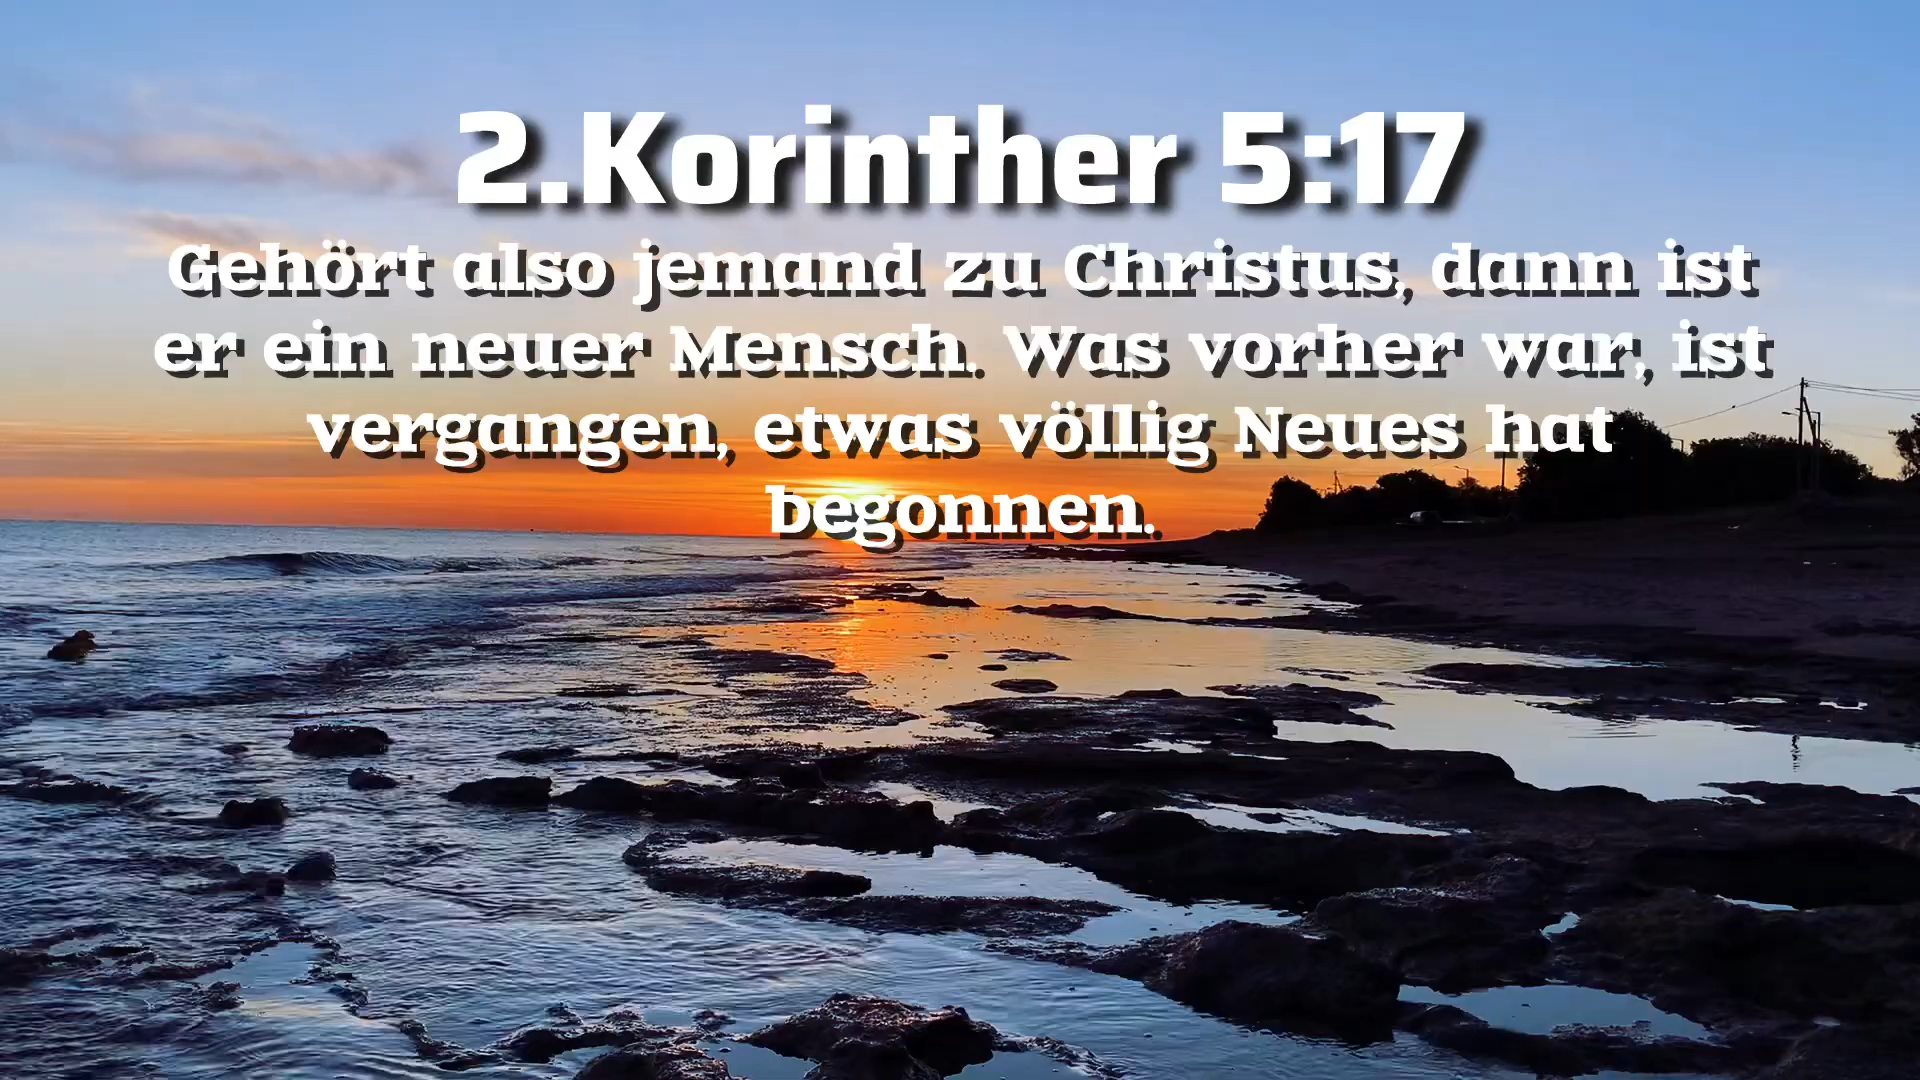 2.Korinther 5:17
Gehört also jemand zu Christus, dann ist
er ein neuer Mensch. Was vorher war, ist
vergangen, etwas völlig Neues hat
begonnen.